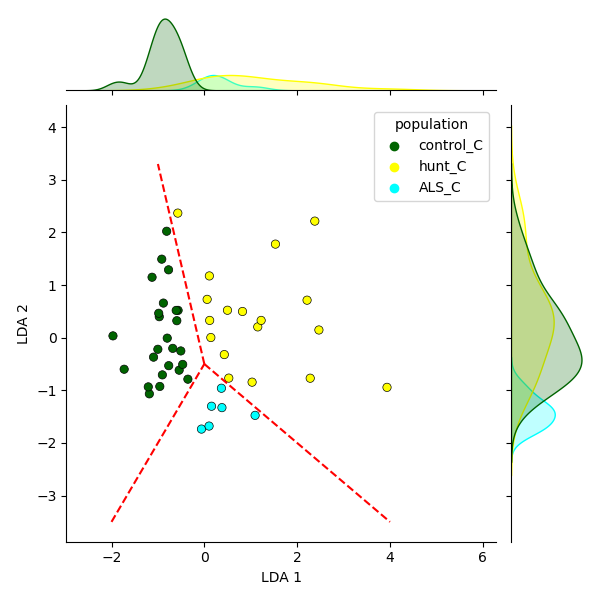 population
control_C
hunt_C
ALS_C
4
3
2
1
0
−1
−2
−3
LDA 2
−2 0 2 4 6
LDA 1